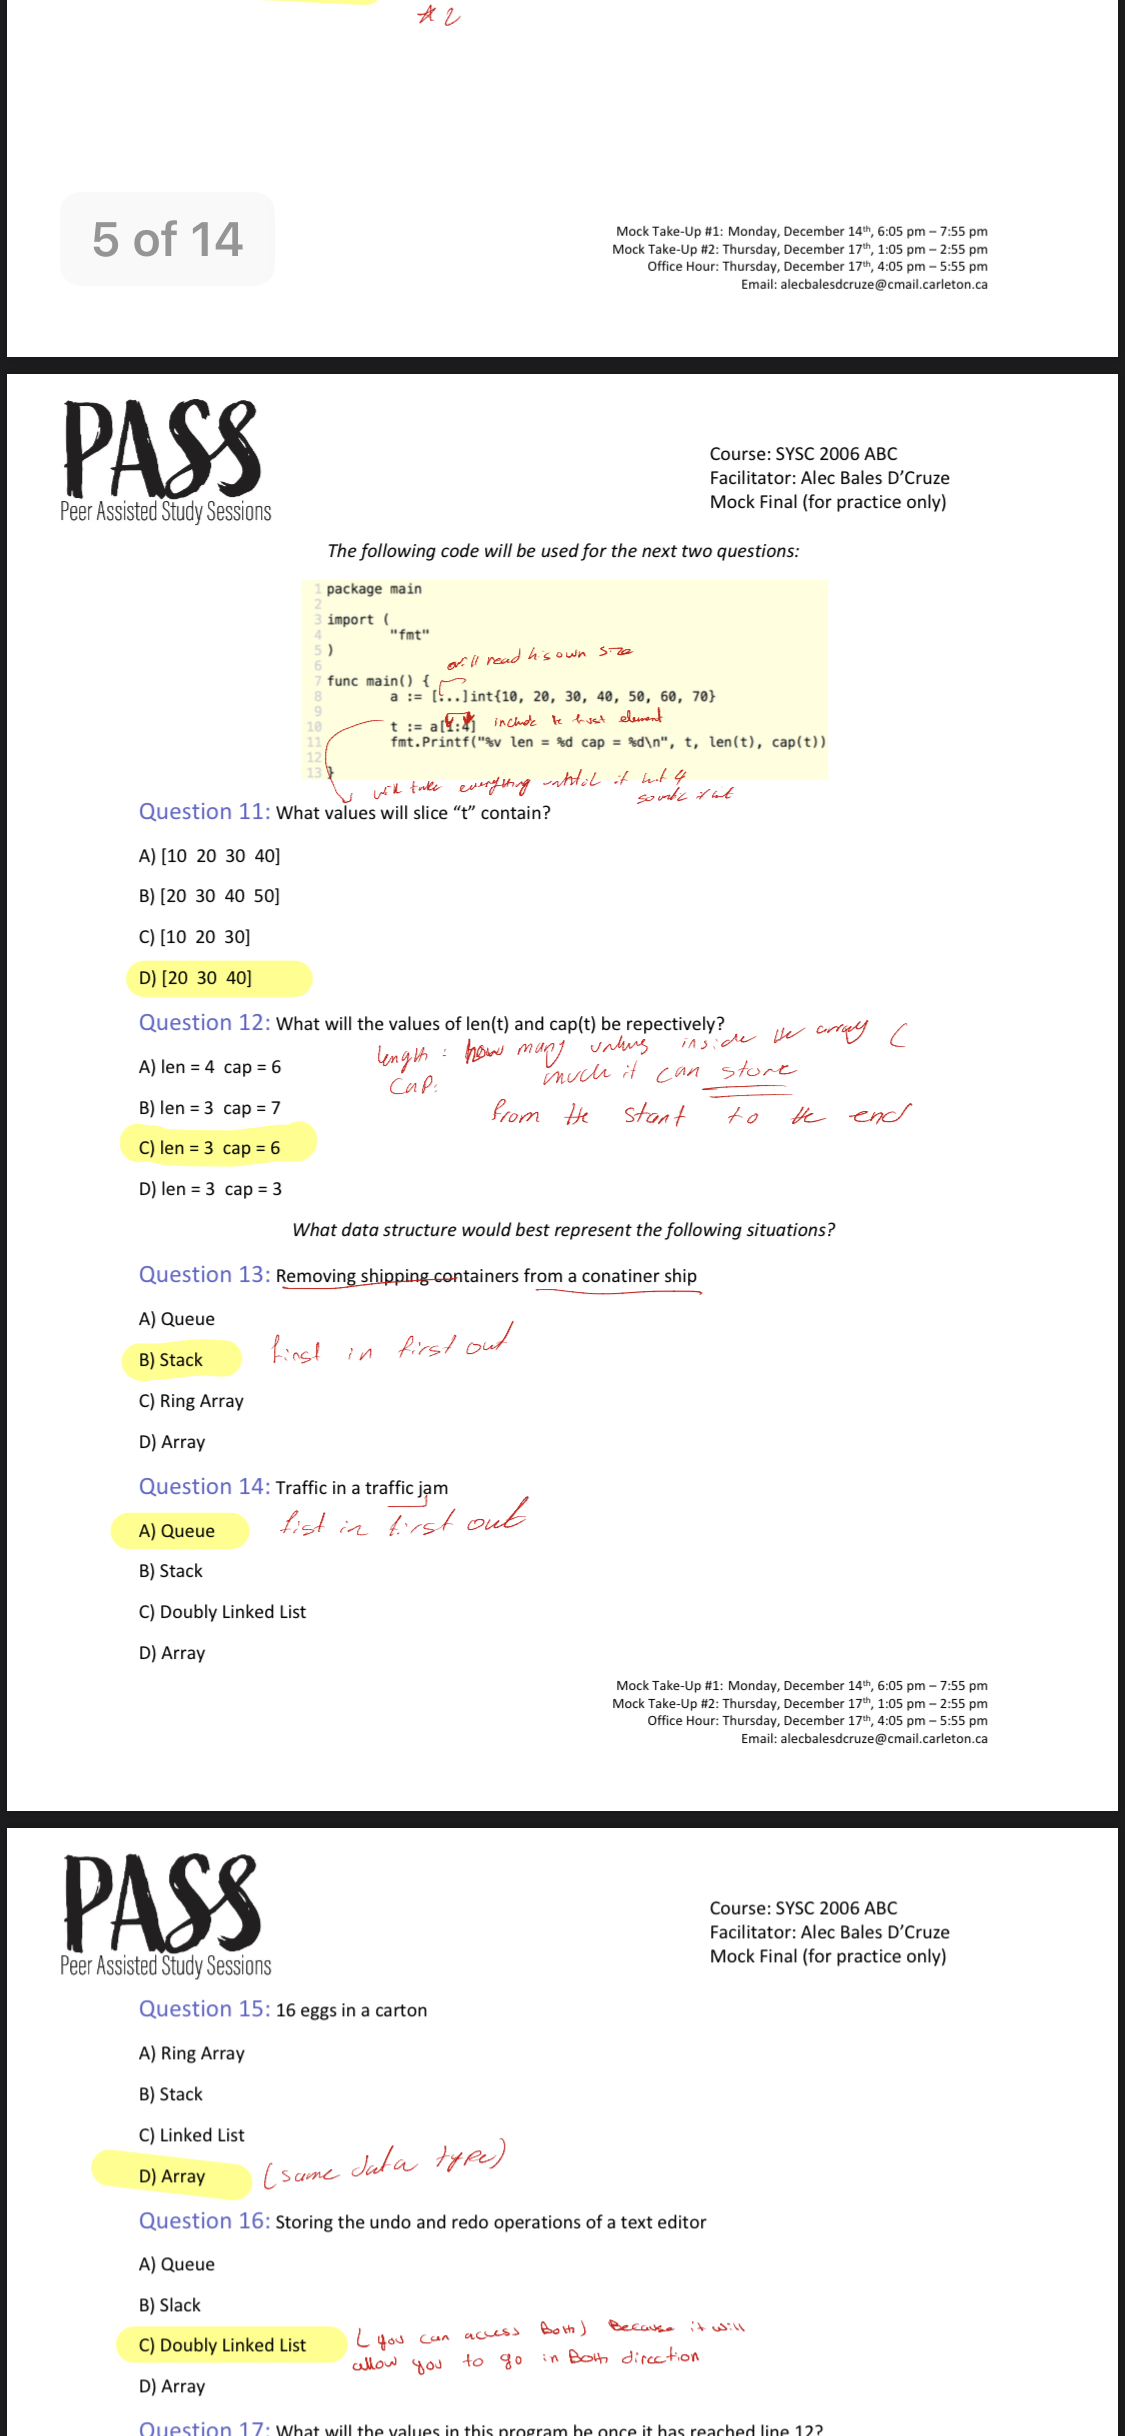 # 2
5 of 14
Mock Take-Up #1: Monday, December 14th, 6:05 pm – 7:55 pm
Mock Take-Up #2: Thursday, December 17th, 1:05 pm – 2:55 pm
Office Hour: Thursday, December 17th, 4:05 pm – 5:55 pm
Email: alecbalesdcruze@cmail.carleton.ca
PASS
Peer Assisted Study Sessions
Course: SYSC 2006 ABC
Facilitator: Alec Bales D’Cruze
Mock Final (for practice only)
The following code will be used for the next two questions:
1 package main
2
3 import (
4 "fmt"
5 )
6
will read his own size
7 func main() {
8 a := [...]int{10, 20, 30, 40, 50, 60, 70}
9
10 t := a[1:4] include the first element
11 fmt.Printf("%v len = %d cap = %d\n", t, len(t), cap(t))
12
13 }
will take everything until it hit 4
Question 11: What values will slice “t” contain?
A) [10 20 30 40]
B) [20 30 40 50]
C) [10 20 30]
D) [20 30 40]
Question 12: What will the values of len(t) and cap(t) be repectively?
length : how many values inside the array (
A) len = 4 cap = 6
Cap: much it can store
B) len = 3 cap = 7
from the start to the end
C) len = 3 cap = 6
D) len = 3 cap = 3
What data structure would best represent the following situations?
Question 13: Removing shipping containers from a conatiner ship
A) Queue
B) Stack first in first out
C) Ring Array
D) Array
Question 14: Traffic in a traffic jam
A) Queue fist in first out
B) Stack
C) Doubly Linked List
D) Array
Mock Take-Up #1: Monday, December 14th, 6:05 pm – 7:55 pm
Mock Take-Up #2: Thursday, December 17th, 1:05 pm – 2:55 pm
Office Hour: Thursday, December 17th, 4:05 pm – 5:55 pm
Email: alecbalesdcruze@cmail.carleton.ca
PASS
Peer Assisted Study Sessions
Course: SYSC 2006 ABC
Facilitator: Alec Bales D’Cruze
Mock Final (for practice only)
Question 15: 16 eggs in a carton
A) Ring Array
B) Stack
C) Linked List
D) Array (same data type)
Question 16: Storing the undo and redo operations of a text editor
A) Queue
B) Slack
C) Doubly Linked List (you can access Both) Because it will
allow you to go in Both direction
D) Array
Question 17: What will the values in this program be once it has reached line 12?